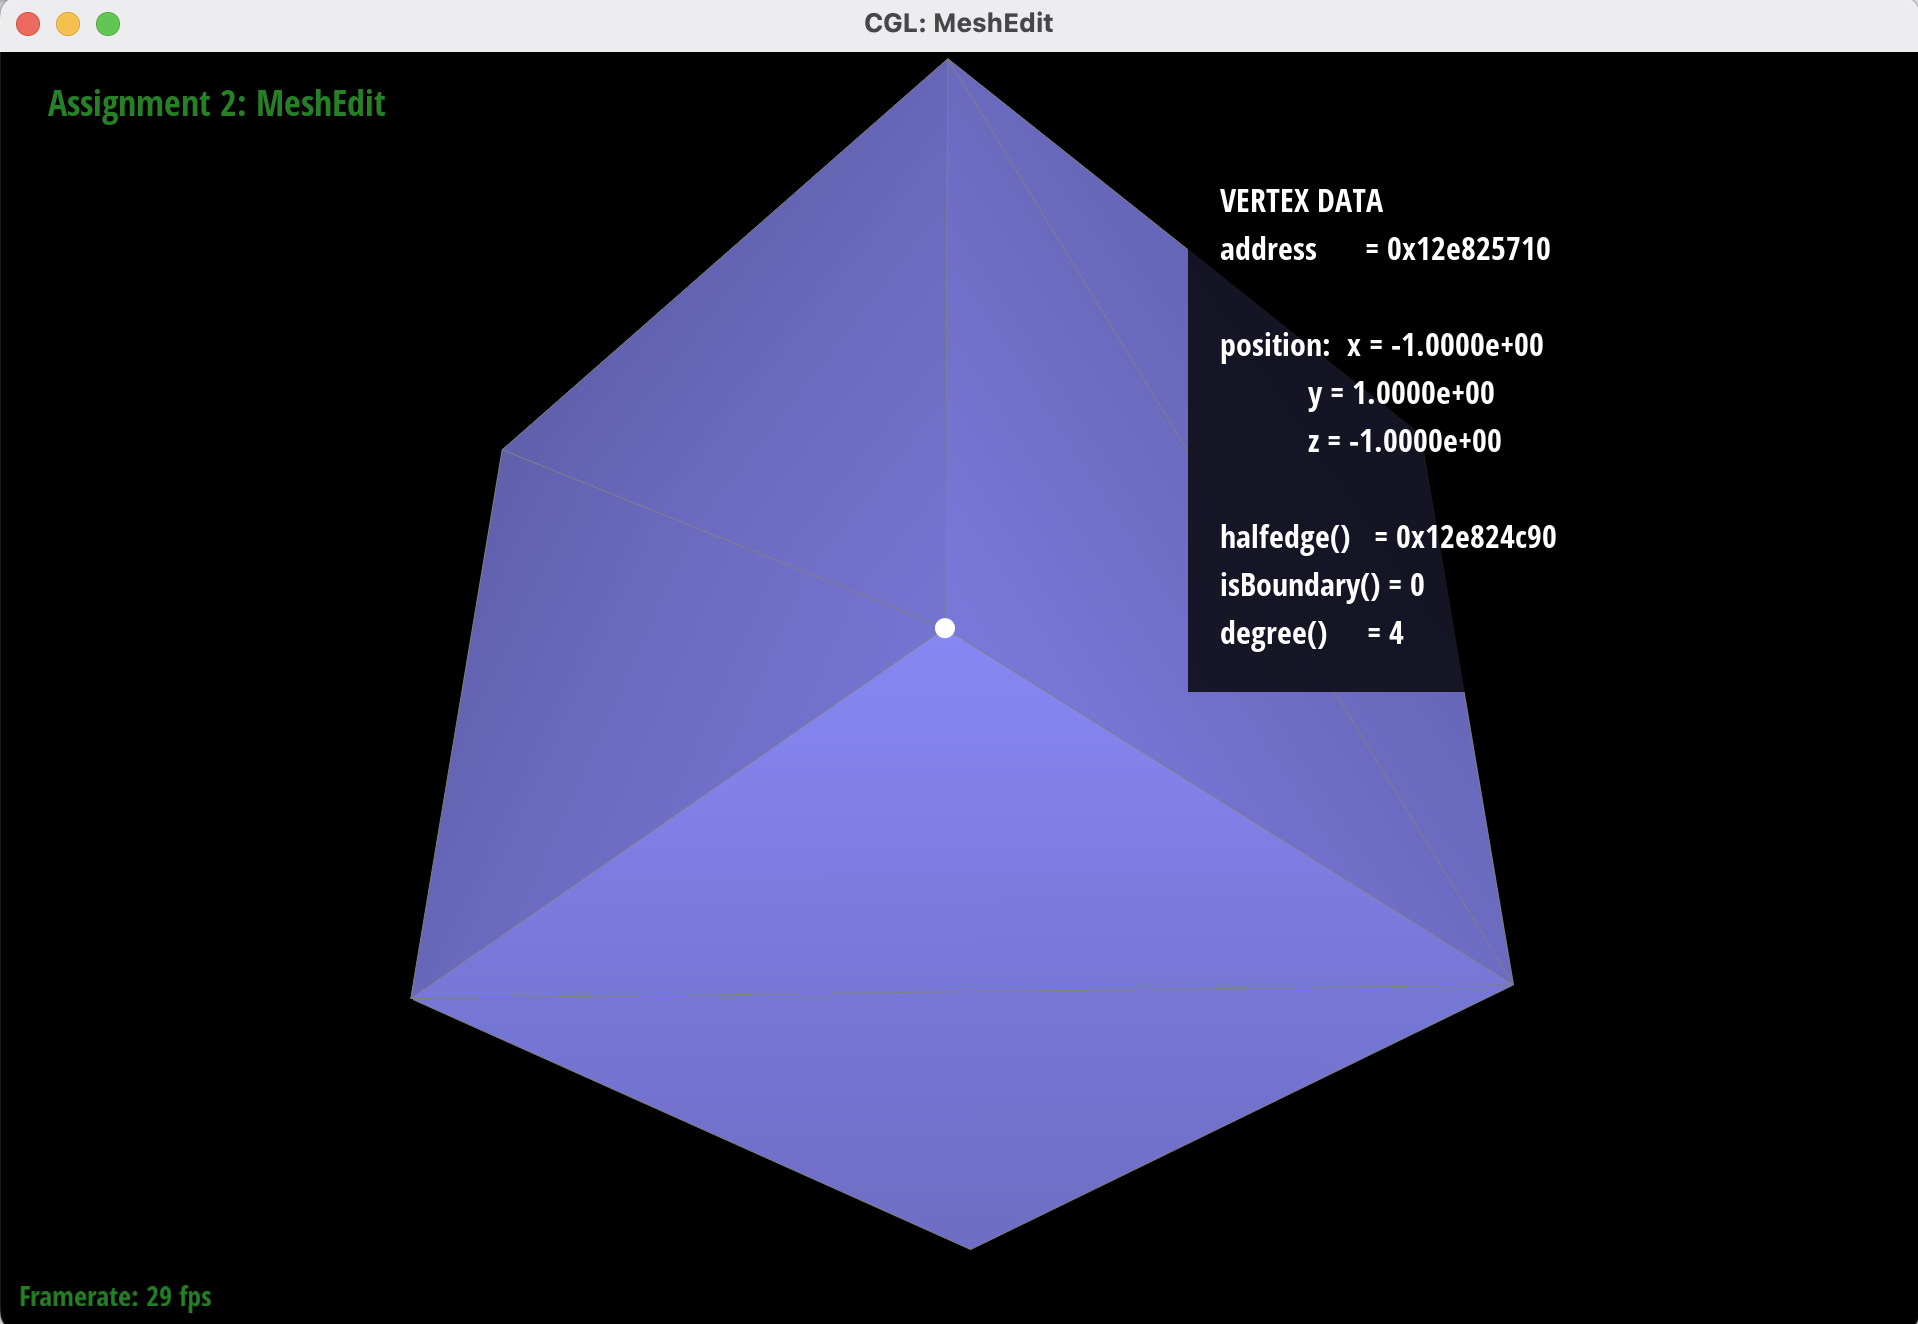 CGL: MeshEdit
Assignment 2: MeshEdit
VERTEX DATA
address = 0x12e825710
position: x = -1.0000e+00
y = 1.0000e+00
z = -1.0000e+00
halfedge() = 0x12e824c90
isBoundary() = 0
degree() = 4
Framerate: 29 fps